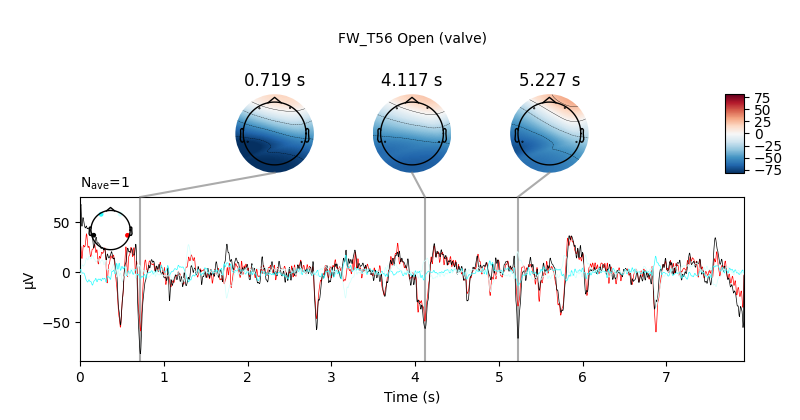 FW_T56 Open (valve)
0.719 s
4.117 s
5.227 s
75
50
25
0
−25
−50
−75
Nave=1
50
0
−50
µV
0 1 2 3 4 5 6 7
Time (s)